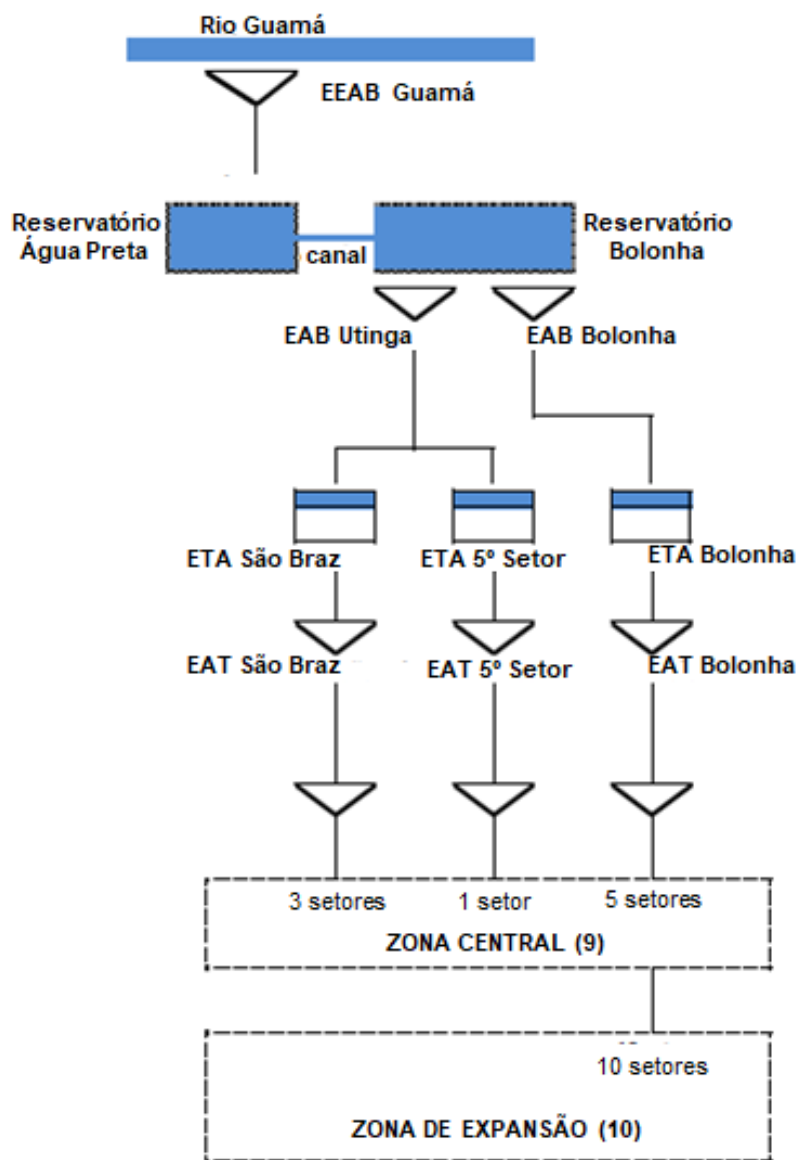 Rio Guamá
EEAB Guamá
Reservatório
Água Preta
canal
Reservatório
Bolonha
EAB Utinga
EAB Bolonha
ETA São Braz
ETA 5º Setor
ETA Bolonha
EAT São Braz
EAT 5º Setor
EAT Bolonha
3 setores
1 setor
5 setores
ZONA CENTRAL (9)
10 setores
ZONA DE EXPANSÃO (10)